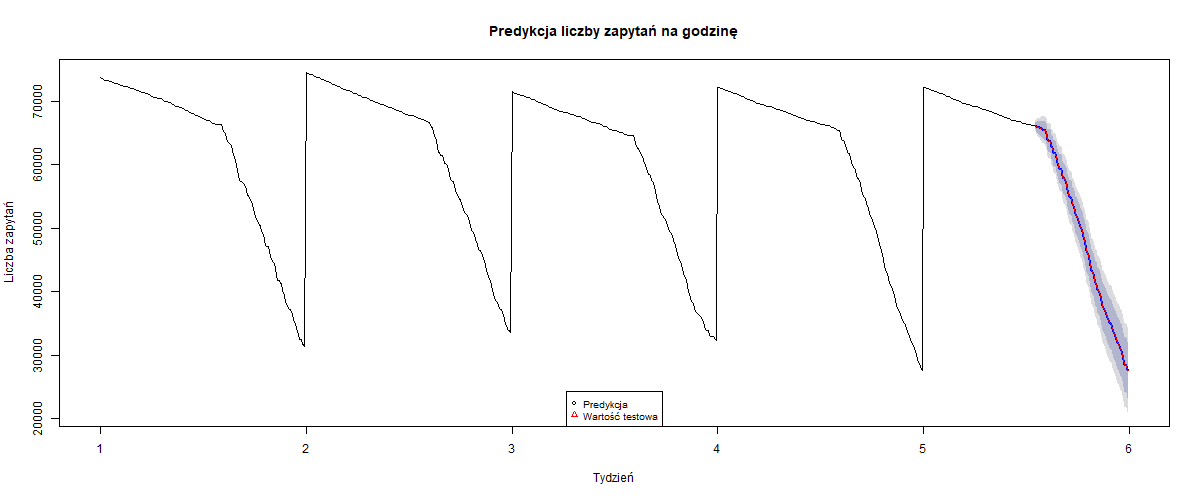 Predykcja liczby zapytań na godzinę
Liczba zapytań
70000
60000
50000
40000
30000
20000
Predykcja
Wartość testowa
1 2 3 4 5 6
Tydzień